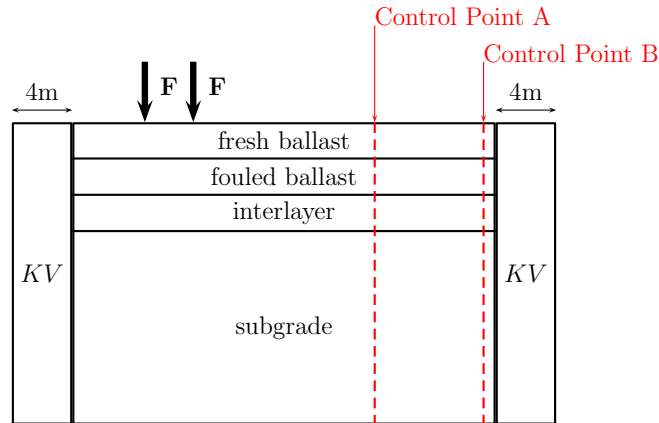 Control Point A
Control Point B
4m
F
F
4m
fresh ballast
fouled ballast
interlayer
KV
KV
subgrade